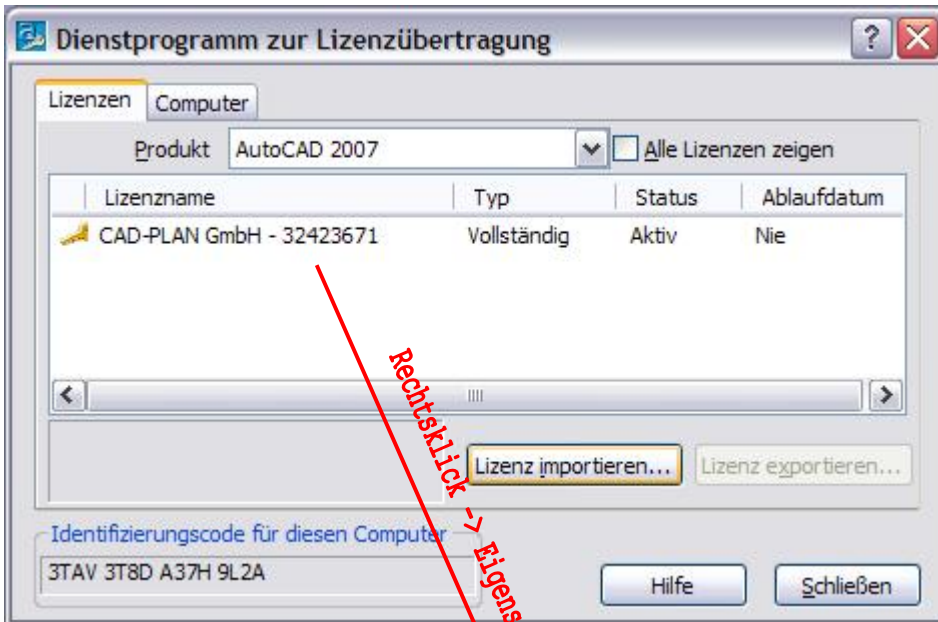 Dienstprogramm zur Lizenzübertragung
Lizenzen Computer
Produkt AutoCAD 2007 Alle Lizenzen zeigen
Lizenzname Typ Status Ablaufdatum
CAD-PLAN GmbH - 32423671 Vollständig Aktiv Nie
Rechtsklick -> Eigens
Lizenz importieren... Lizenz exportieren...
Identifizierungscode für diesen Computer
3TAV 3T8D A37H 9L2A
Hilfe Schließen